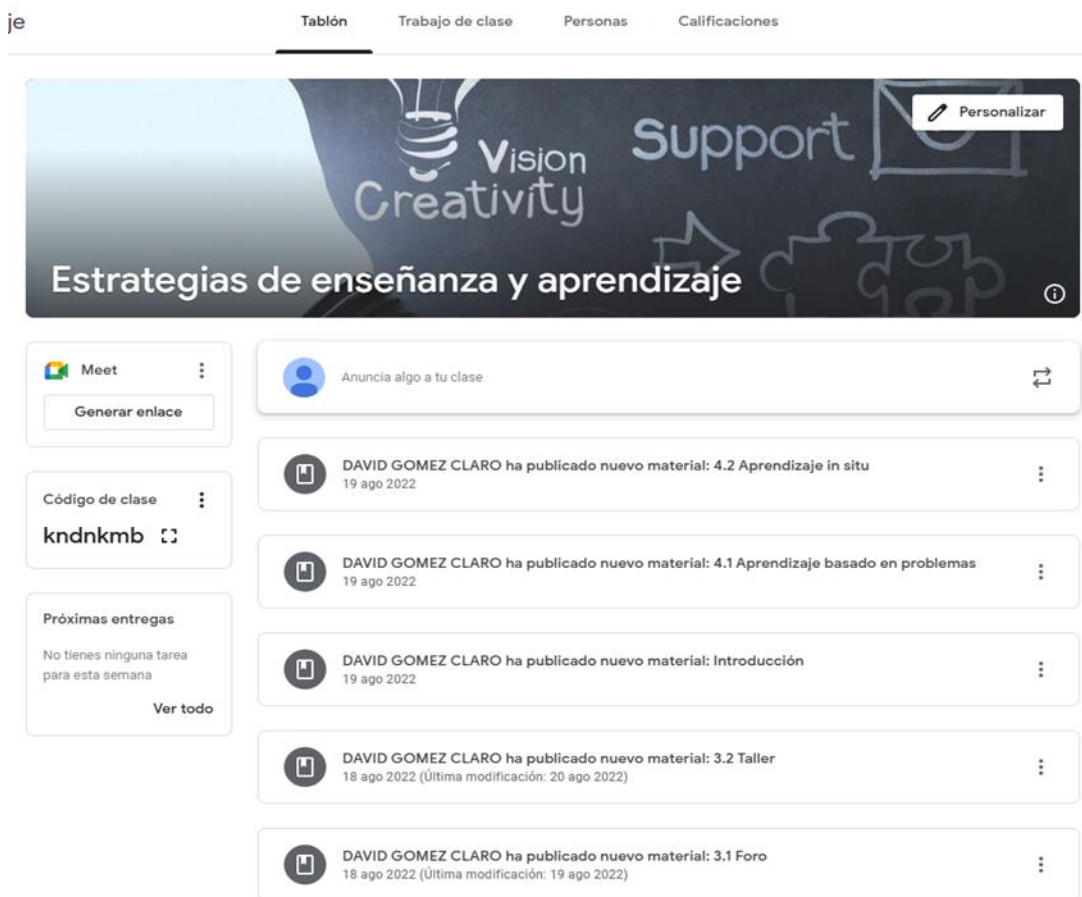 je
Tablón
Trabajo de clase
Personas
Calificaciones
Personalizar
Vision
Creativity
Support
Estrategias de enseñanza y aprendizaje
Meet
Generar enlace
Código de clase
kndnkmb
Próximas entregas
No tienes ninguna tarea
para esta semana
Ver todo
Anuncia algo a tu clase
DAVID GOMEZ CLARO ha publicado nuevo material: 4.2 Aprendizaje in situ
19 ago 2022
DAVID GOMEZ CLARO ha publicado nuevo material: 4.1 Aprendizaje basado en problemas
19 ago 2022
DAVID GOMEZ CLARO ha publicado nuevo material: Introducción
19 ago 2022
DAVID GOMEZ CLARO ha publicado nuevo material: 3.2 Taller
18 ago 2022 (Última modificación: 20 ago 2022)
DAVID GOMEZ CLARO ha publicado nuevo material: 3.1 Foro
18 ago 2022 (Última modificación: 19 ago 2022)